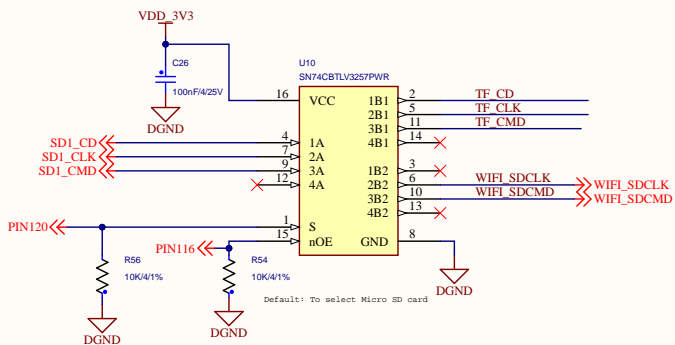 VDD_3V3
C26
100nF/4/25V
DGND
U10
SN74CBTLV3257PWR
16 VCC 1B1 2 TF_CD
2B1 5 TF_CLK
3B1 11 TF_CMD
4B1 14
SD1_CD 4 1A
SD1_CLK 7 2A
SD1_CMD 9 3A
12 4A
1B2 3
2B2 6 WIFI_SDCLK WIFI_SDCLK
3B2 10 WIFI_SDCMD WIFI_SDCMD
4B2 13
PIN120 1 S
PIN116 15 nOE GND 8
R56
10K/4/1%
R54
10K/4/1%
DGND
Default: To select Micro SD card
DGND
DGND